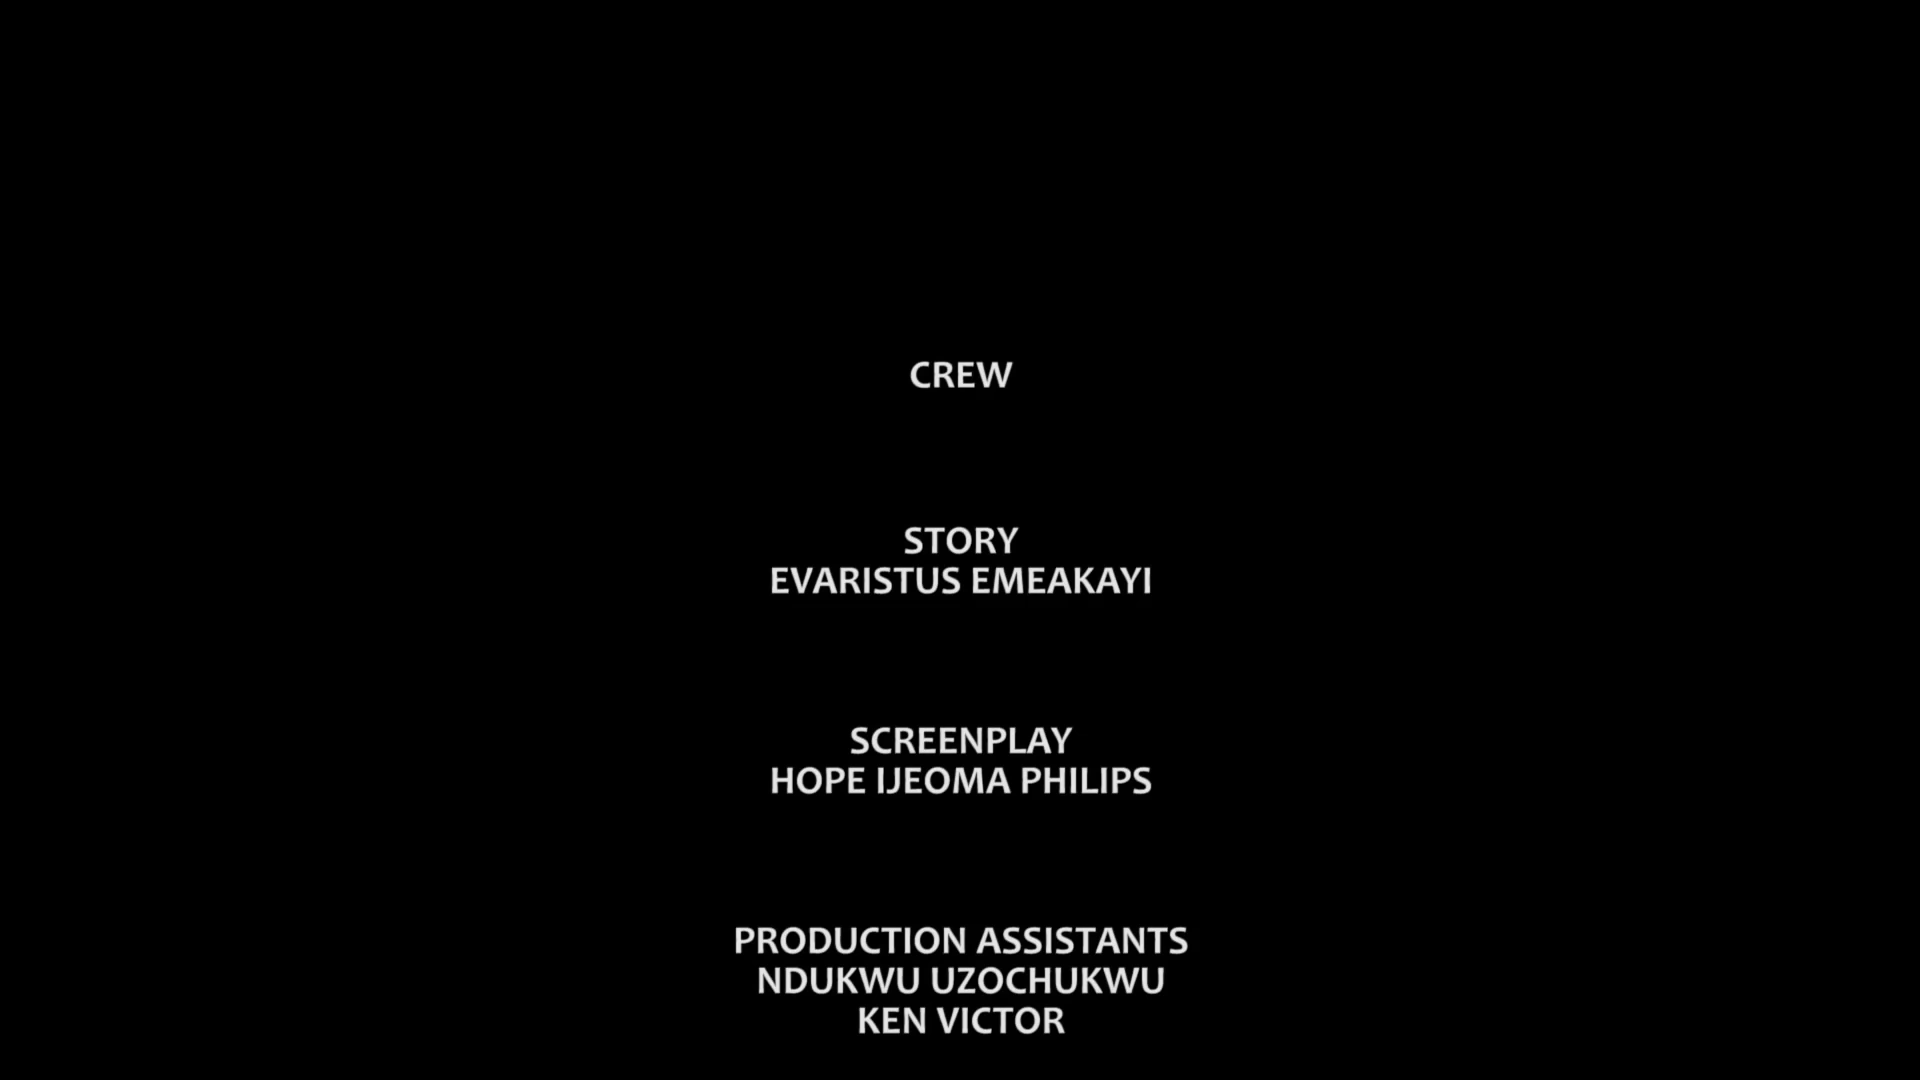 CREW
STORY
EVARISTUS EMEAKAYI
SCREENPLAY
HOPE IJEOMA PHILIPS
PRODUCTION ASSISTANTS
NDUKWU UZOCHUKWU
KEN VICTOR